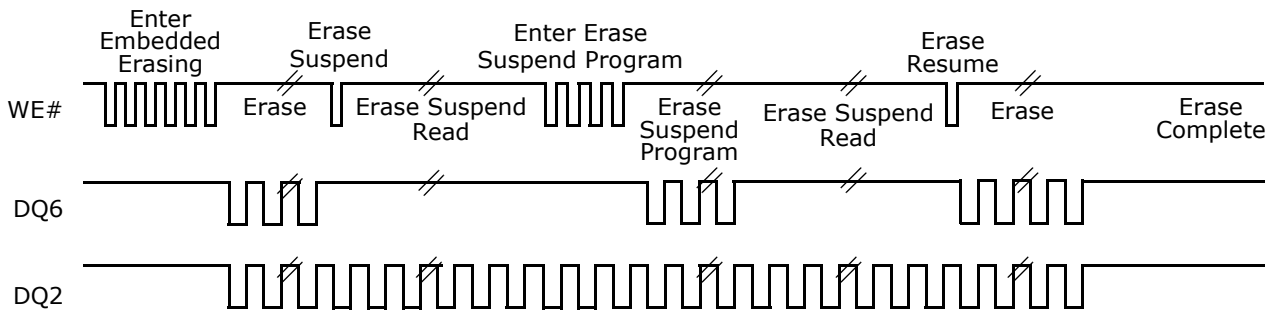 Enter
Embedded
Erasing
Erase
Suspend
Enter Erase
Suspend Program
Erase
Resume
WE#
Erase
Erase Suspend
Read
Erase
Suspend
Program
Erase Suspend
Read
Erase
Erase
Complete
DQ6
DQ2